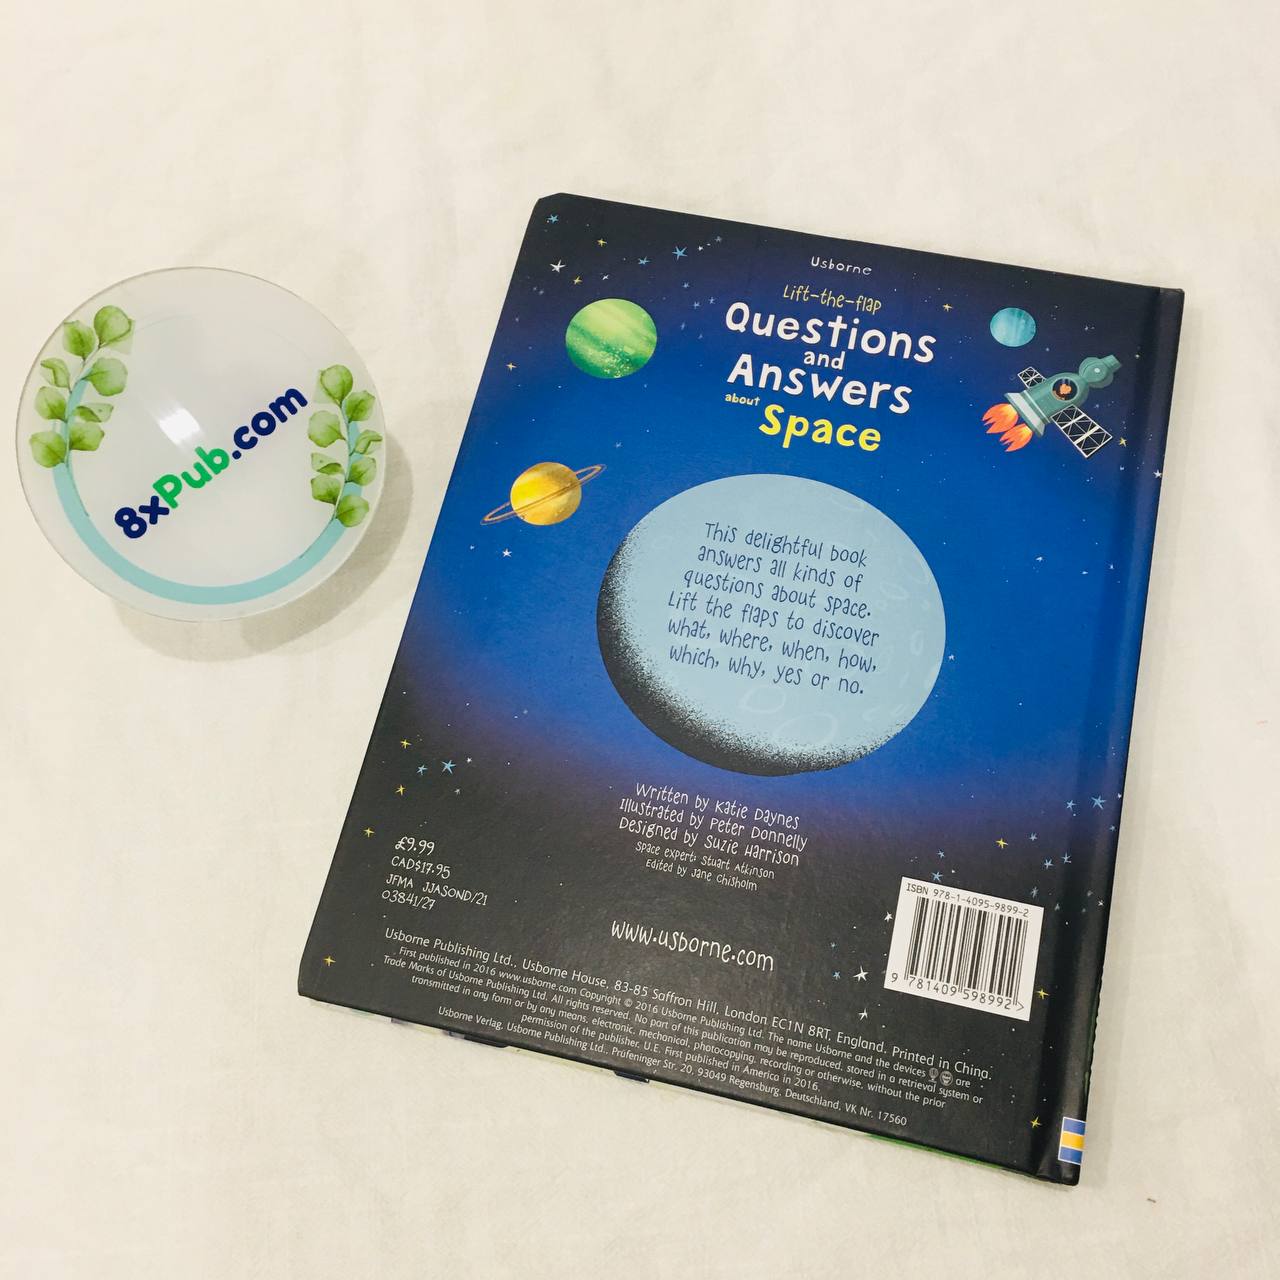 8xPub.com
Usborne
Lift-the-flap
Questions
and
Answers
about
Space
This delightful book
answers all kinds of
questions about space.
Lift the flaps to discover
what, where, when, how,
which, why, yes or no.
Written by Katie Daynes
Illustrated by Peter Donnelly
Designed by Suzie Harrison
Space expert: Stuart Atkinson
Edited by Jane Chisholm
£9.99
CAD$17.95
JFMA JJASOND/21
03841/27
www.usborne.com
ISBN 978-1-4095-9899-2
9 781409 598992 >
Usborne Publishing Ltd., Usborne House, 83-85 Saffron Hill, London EC1N 8RT, England. Printed in China.
First published in 2016 www.usborne.com Copyright © 2016 Usborne Publishing Ltd. The name Usborne and the devices are
Trade Marks of Usborne Publishing Ltd. All rights reserved. No part of this publication may be reproduced, stored in a retrieval system or
transmitted in any form or by any means, electronic, mechanical, photocopying, recording or otherwise, without the prior
permission of the publisher. U.E. First published in America in 2016.
Usborne Verlag, Usborne Publishing Ltd., Prüfeninger Str. 20, 93049 Regensburg, Deutschland, VK Nr. 17560